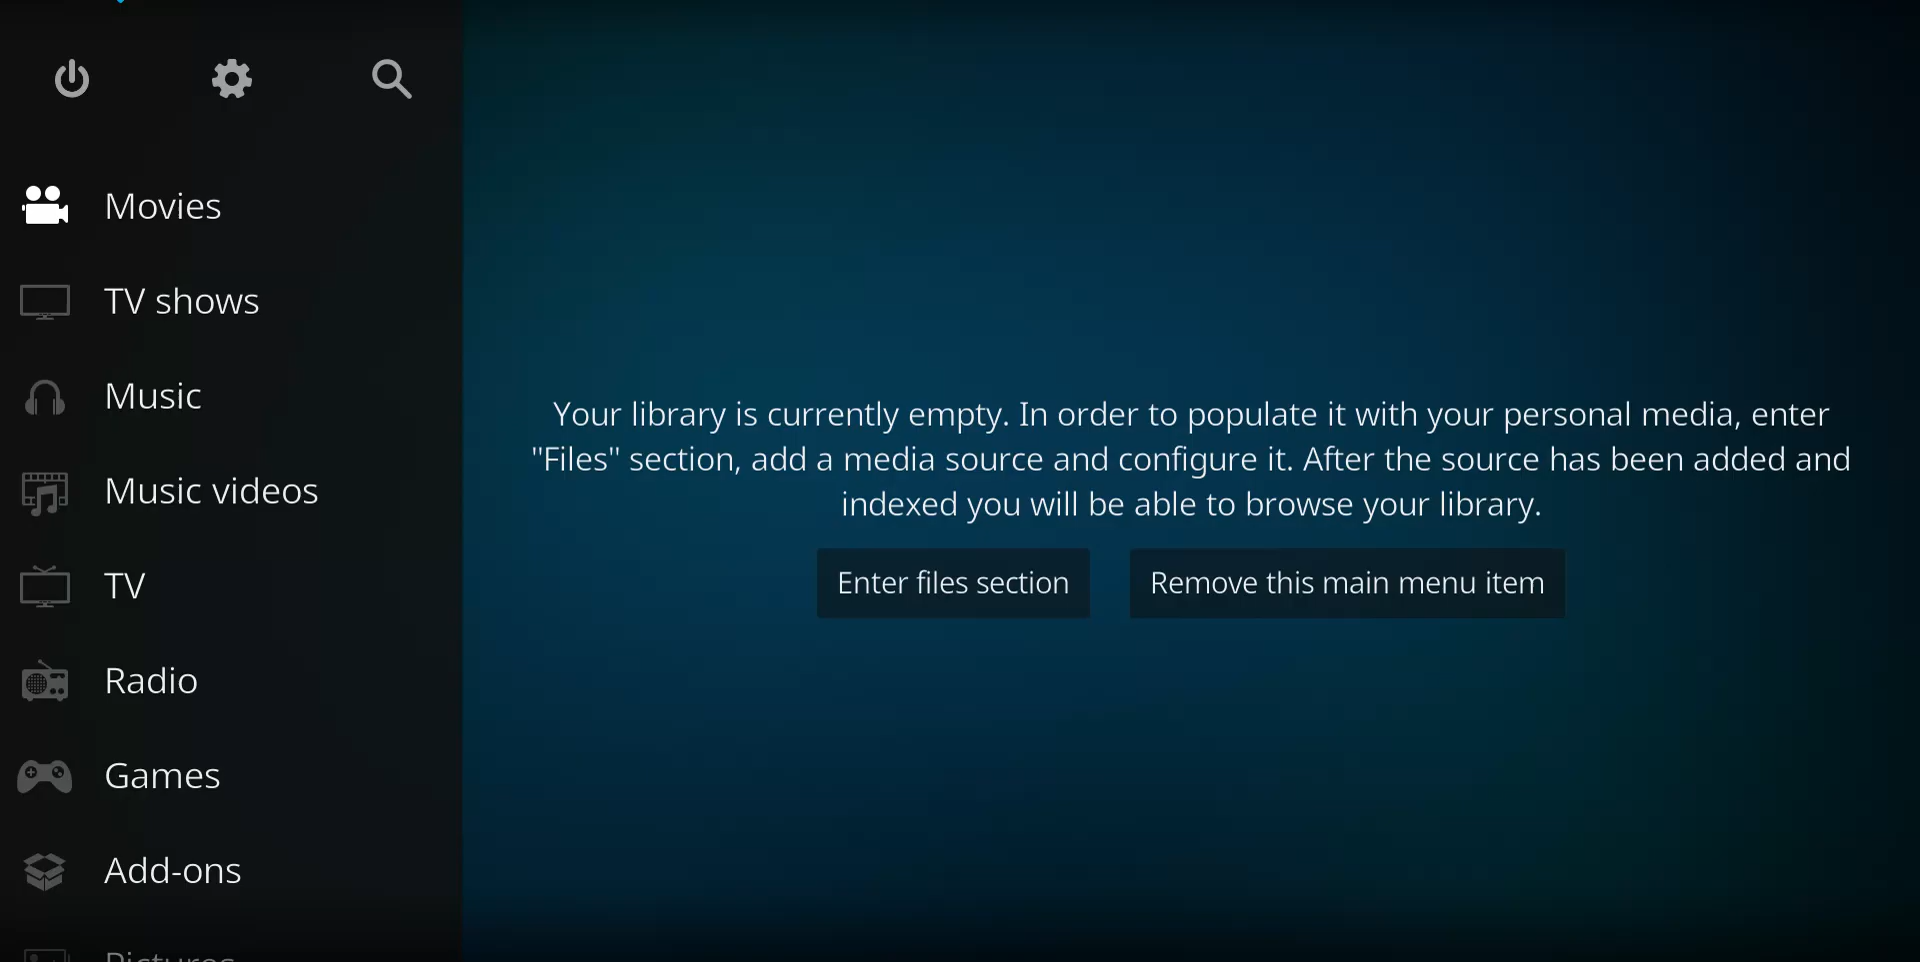 Movies
TV shows
Music
Music videos
TV
Radio
Games
Add-ons
Pictures
Your library is currently empty. In order to populate it with your personal media, enter
"Files" section, add a media source and configure it. After the source has been added and
indexed you will be able to browse your library.
Enter files section
Remove this main menu item